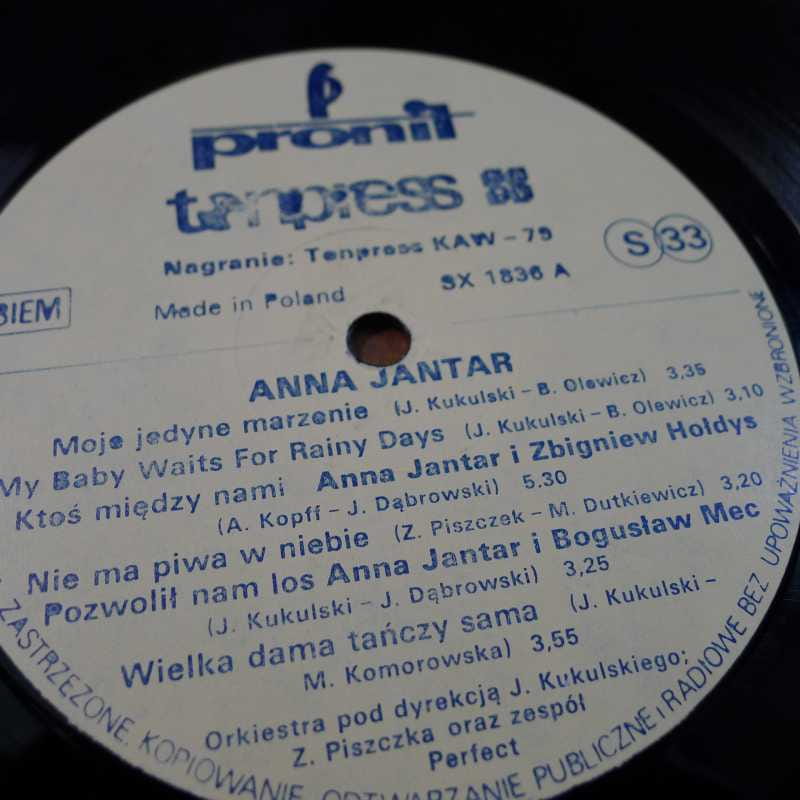 pronit
tenpress
Nagranie: Tenpress KAW – 79
S 33
Made in Poland
SX 1836 A
BIEM
ANNA JANTAR
Moje jedyne marzenie (J. Kukulski – B. Olewicz) 3,35
My Baby Waits For Rainy Days (J. Kukulski – B. Olewicz) 3,10
Ktoś między nami Anna Jantar i Zbigniew Hołdys
(A. Kopff – J. Dąbrowski) 5.30
Nie ma piwa w niebie (Z. Piszczek – M. Dutkiewicz) 3,20
Pozwolił nam los Anna Jantar i Bogusław Mec
(J. Kukulski – J. Dąbrowski) 3,25
Wielka dama tańczy sama (J. Kukulski –
M. Komorowska) 3,55
Orkiestra pod dyrekcją J. Kukulskiego:
Z. Piszczka oraz zespół
Perfect
ZASTRZEŻONE. KOPIOWANIE, ODTWARZANIE PUBLICZNE i RADIOWE BEZ UPOWAŻNIENIA WZBRONIONE